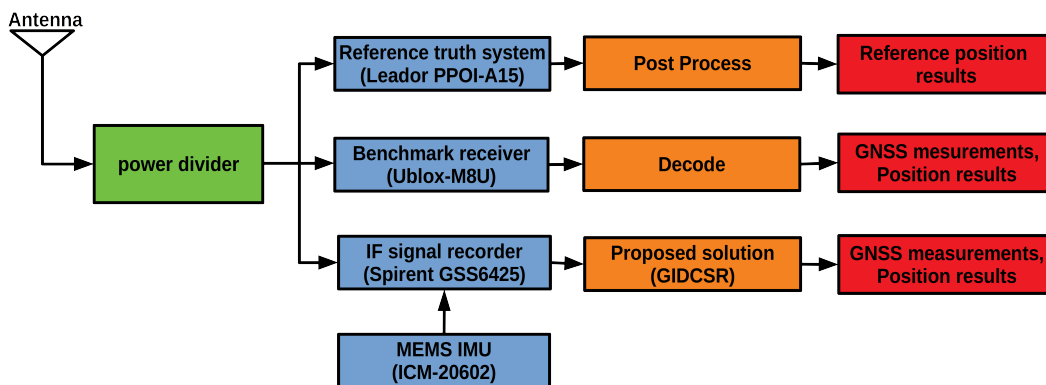 Antenna
power divider
Reference truth system
(Leador PPOI-A15)
Post Process
Reference position
results
Benchmark receiver
(Ublox-M8U)
Decode
GNSS mesurements,
Position results
IF signal recorder
(Spirent GSS6425)
Proposed solution
(GIDCSR)
GNSS measurements,
Position results
MEMS IMU
(ICM-20602)